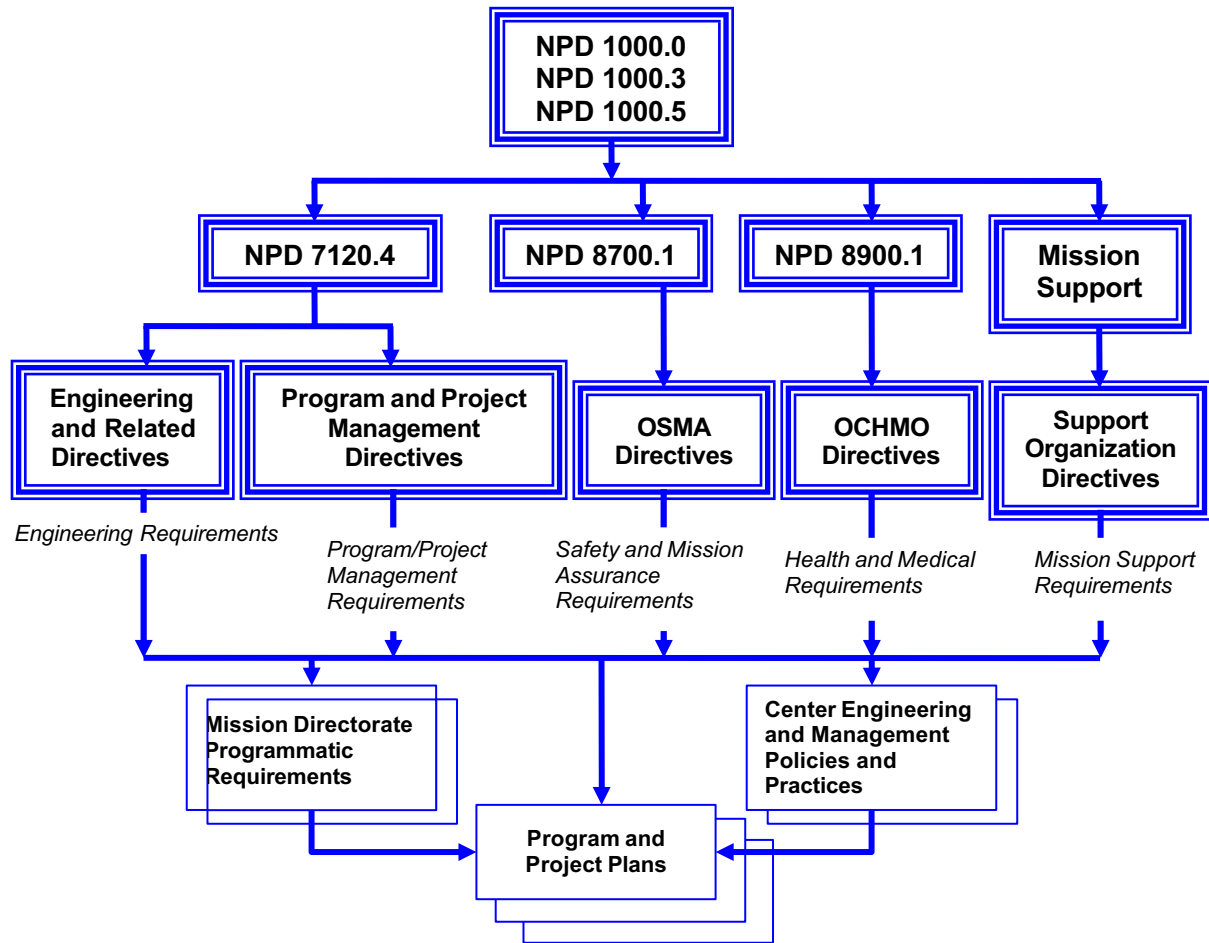 NPD 1000.0
NPD 1000.3
NPD 1000.5
NPD 7120.4
NPD 8700.1
NPD 8900.1
Mission
Support
Engineering
and Related
Directives
Program and Project
Management
Directives
OSMA
Directives
OCHMO
Directives
Support
Organization
Directives
Engineering Requirements
Program/Project
Management
Requirements
Safety and Mission
Assurance
Requirements
Health and Medical
Requirements
Mission Support
Requirements
Mission Directorate
Programmatic
Requirements
Center Engineering
and Management
Policies and
Practices
Program and
Project Plans